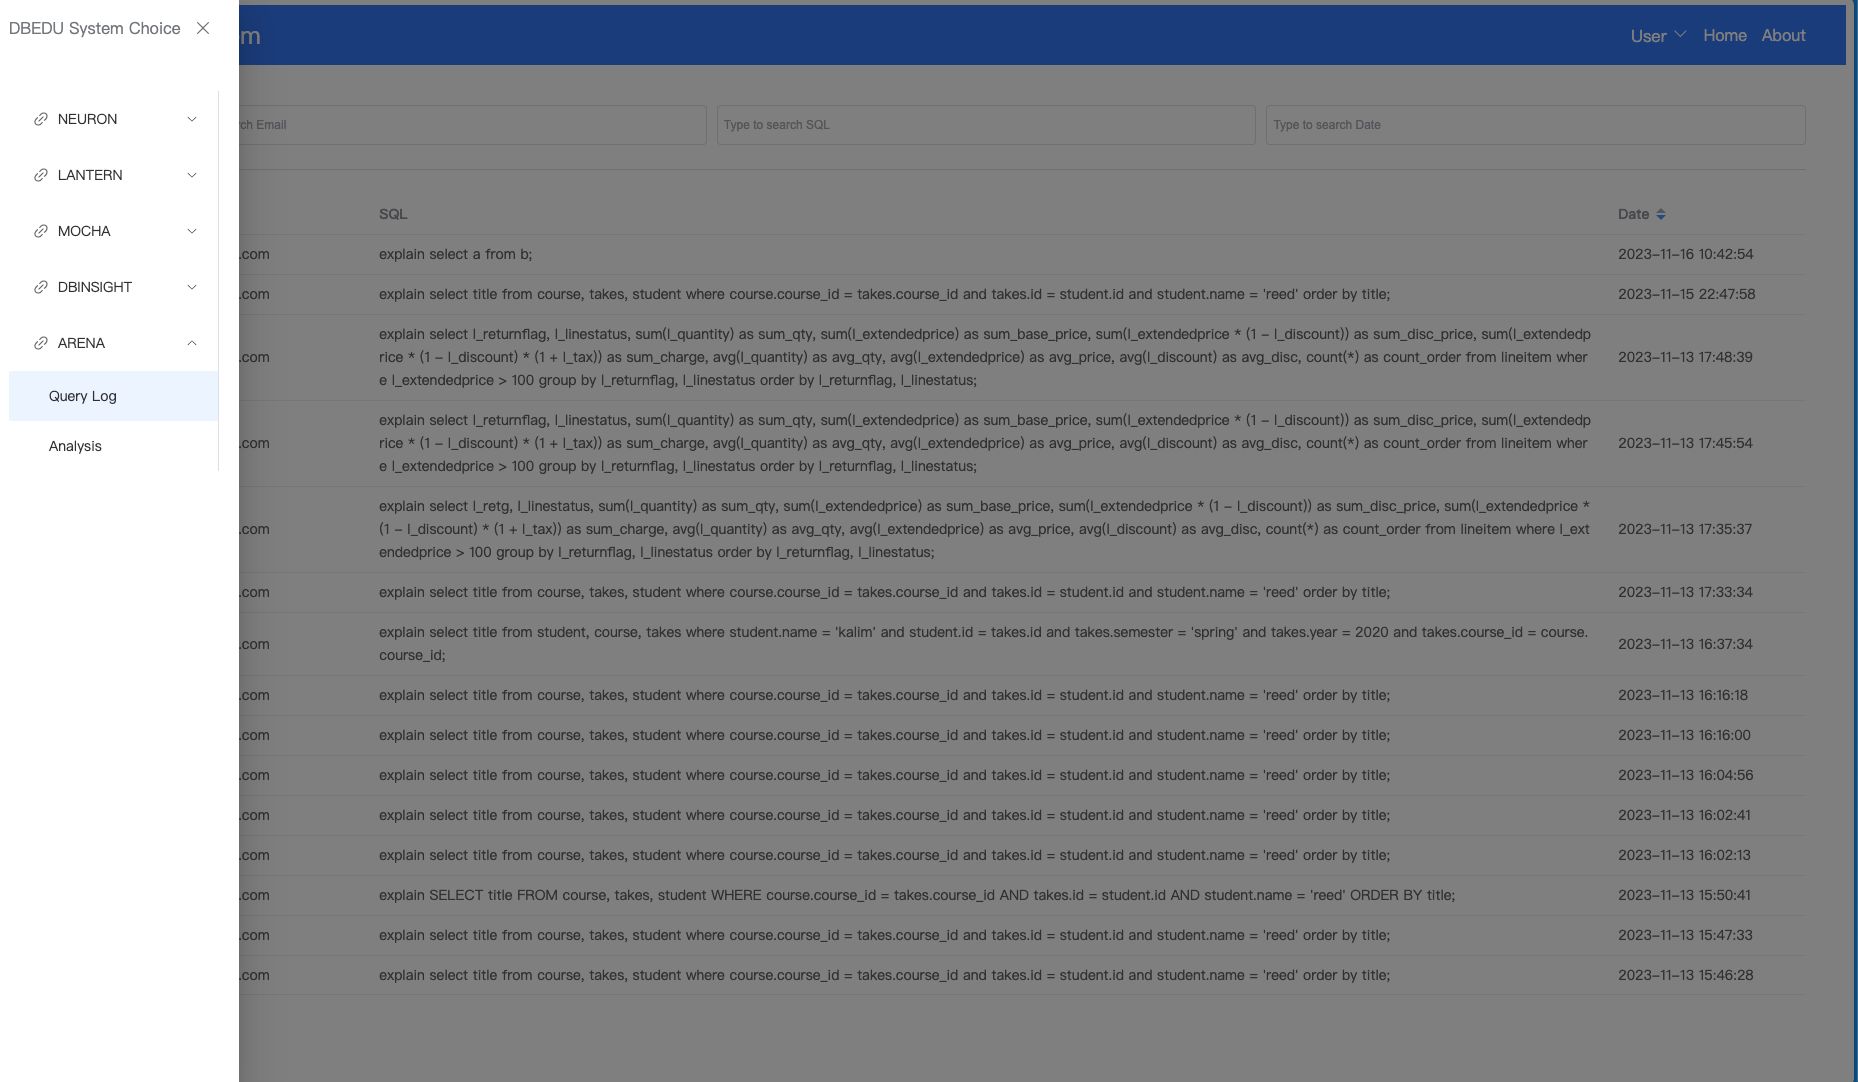 DBEDU System Choice
m
User
Home
About
NEURON
LANTERN
MOCHA
DBINSIGHT
ARENA
Query Log
Analysis
Email
Type to search SQL
Type to search Date
SQL
Date
.com
explain select a from b;
2023-11-16 10:42:54
.com
explain select title from course, takes, student where course.course_id = takes.course_id and takes.id = student.id and student.name = 'reed' order by title;
2023-11-15 22:47:58
explain select l_returnflag, l_linestatus, sum(l_quantity) as sum_qty, sum(l_extendedprice) as sum_base_price, sum(l_extendedprice * (1 - l_discount)) as sum_disc_price, sum(l_extendedp
.com
rice * (1 - l_discount) * (1 + l_tax)) as sum_charge, avg(l_quantity) as avg_qty, avg(l_extendedprice) as avg_price, avg(l_discount) as avg_disc, count(*) as count_order from lineitem wher
2023-11-13 17:48:39
e l_extendedprice > 100 group by l_returnflag, l_linestatus order by l_returnflag, l_linestatus;
explain select l_returnflag, l_linestatus, sum(l_quantity) as sum_qty, sum(l_extendedprice) as sum_base_price, sum(l_extendedprice * (1 - l_discount)) as sum_disc_price, sum(l_extendedp
.com
rice * (1 - l_discount) * (1 + l_tax)) as sum_charge, avg(l_quantity) as avg_qty, avg(l_extendedprice) as avg_price, avg(l_discount) as avg_disc, count(*) as count_order from lineitem wher
2023-11-13 17:45:54
e l_extendedprice > 100 group by l_returnflag, l_linestatus order by l_returnflag, l_linestatus;
explain select l_retg, l_linestatus, sum(l_quantity) as sum_qty, sum(l_extendedprice) as sum_base_price, sum(l_extendedprice * (1 - l_discount)) as sum_disc_price, sum(l_extendedprice *
.com
(1 - l_discount) * (1 + l_tax)) as sum_charge, avg(l_quantity) as avg_qty, avg(l_extendedprice) as avg_price, avg(l_discount) as avg_disc, count(*) as count_order from lineitem where l_ext
2023-11-13 17:35:37
endedprice > 100 group by l_returnflag, l_linestatus order by l_returnflag, l_linestatus;
.com
explain select title from course, takes, student where course.course_id = takes.course_id and takes.id = student.id and student.name = 'reed' order by title;
2023-11-13 17:33:34
explain select title from student, course, takes where student.name = 'kalim' and student.id = takes.id and takes.semester = 'spring' and takes.year = 2020 and takes.course_id = course.
.com
course_id;
2023-11-13 16:37:34
.com
explain select title from course, takes, student where course.course_id = takes.course_id and takes.id = student.id and student.name = 'reed' order by title;
2023-11-13 16:16:18
.com
explain select title from course, takes, student where course.course_id = takes.course_id and takes.id = student.id and student.name = 'reed' order by title;
2023-11-13 16:16:00
.com
explain select title from course, takes, student where course.course_id = takes.course_id and takes.id = student.id and student.name = 'reed' order by title;
2023-11-13 16:04:56
.com
explain select title from course, takes, student where course.course_id = takes.course_id and takes.id = student.id and student.name = 'reed' order by title;
2023-11-13 16:02:41
.com
explain select title from course, takes, student where course.course_id = takes.course_id and takes.id = student.id and student.name = 'reed' order by title;
2023-11-13 16:02:13
.com
explain SELECT title FROM course, takes, student WHERE course.course_id = takes.course_id AND takes.id = student.id AND student.name = 'reed' ORDER BY title;
2023-11-13 15:50:41
.com
explain select title from course, takes, student where course.course_id = takes.course_id and takes.id = student.id and student.name = 'reed' order by title;
2023-11-13 15:47:33
.com
explain select title from course, takes, student where course.course_id = takes.course_id and takes.id = student.id and student.name = 'reed' order by title;
2023-11-13 15:46:28